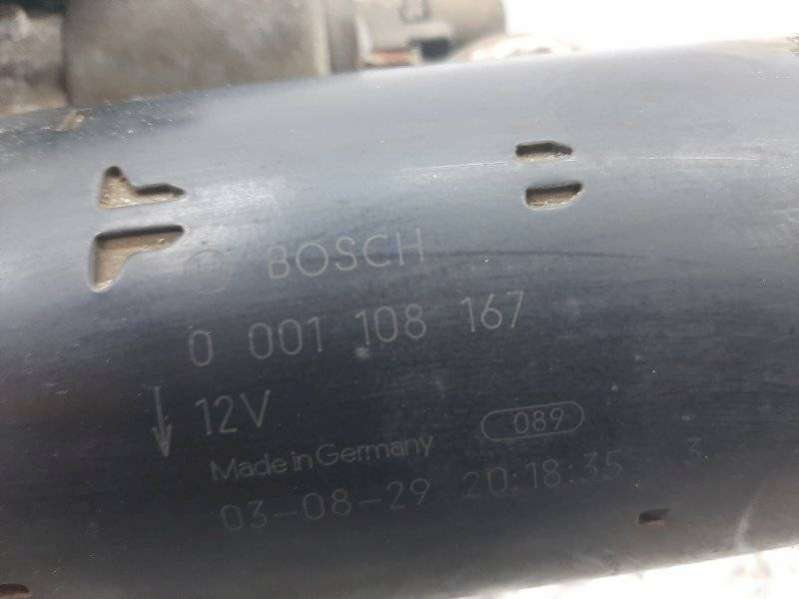 BOSCH
0 001 108 167
12V
Made in Germany 089
03-08-29 20:18:35 3